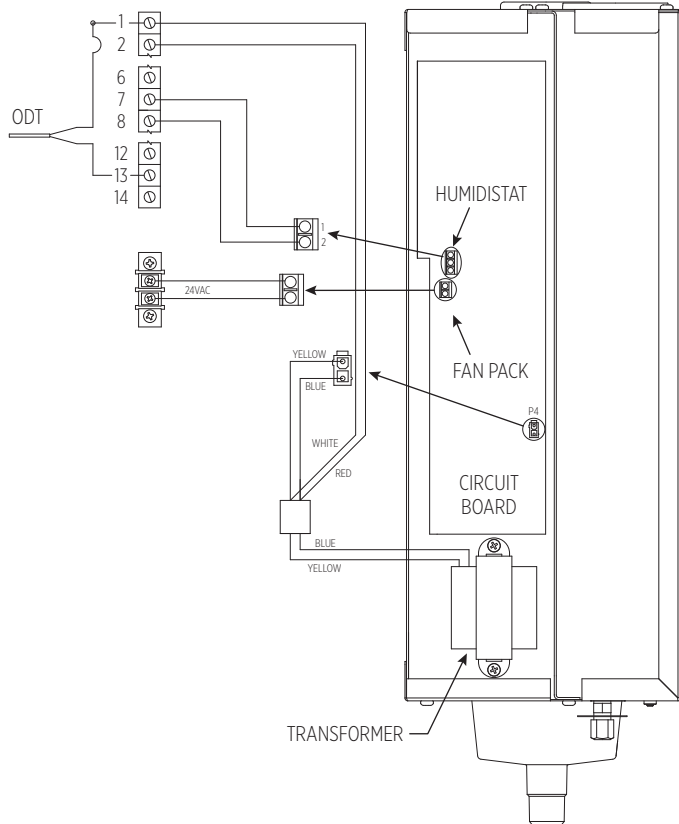 1
2
6
7
8
12
13
14
ODT
1
2
24VAC
HUMIDISTAT
FAN PACK
YELLOW
BLUE
P4
WHITE
RED
CIRCUIT
BOARD
BLUE
YELLOW
TRANSFORMER